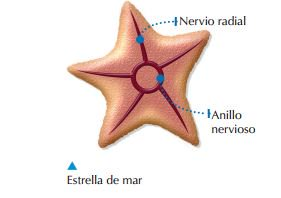 Nervio radial
Anillo
nervioso
Estrella de mar